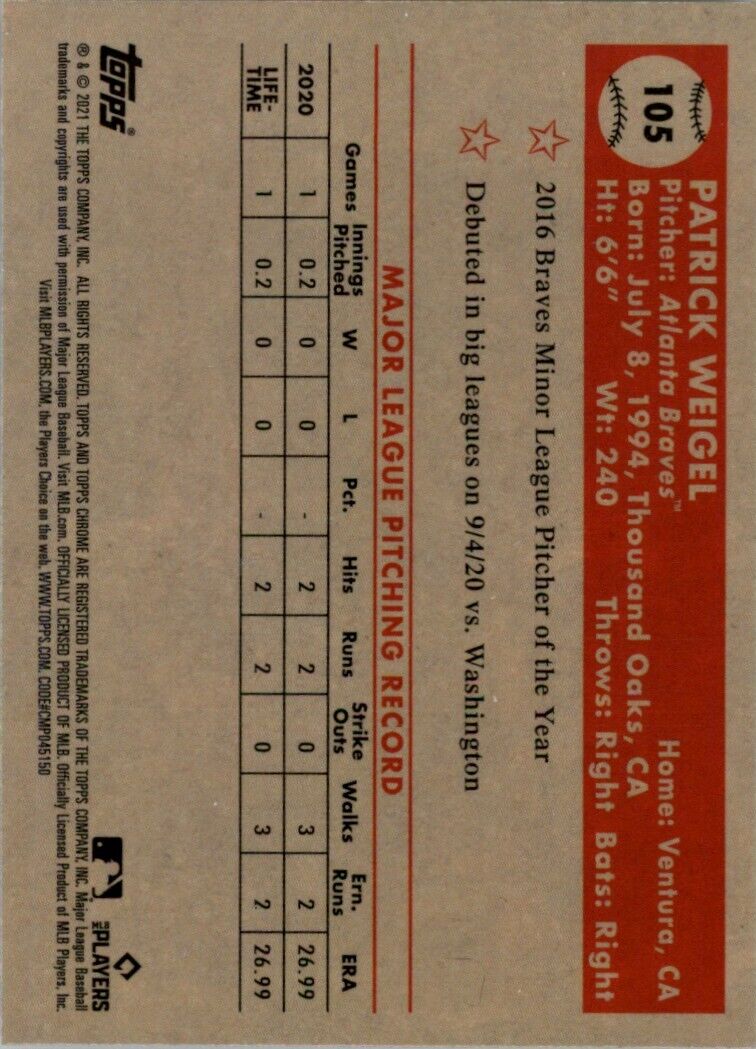 105
PATRICK WEIGEL
Pitcher: Atlanta Braves™ Home: Ventura, CA
Born: July 8, 1994, Thousand Oaks, CA
Ht: 6'6" Wt: 240 Throws: Right Bats: Right
2016 Braves Minor League Pitcher of the Year
Debuted in big leagues on 9/4/20 vs. Washington
MAJOR LEAGUE PITCHING RECORD
Games Innings Pitched W L Pct. Hits Runs Strike Outs Walks Ern. Runs ERA
2020 1 0.2 0 0 - 2 2 0 3 2 26.99
LIFE-TIME 1 0.2 0 0 - 2 2 0 3 2 26.99
topps®
MLB PLAYERS
® & © 2021 THE TOPPS COMPANY, INC. ALL RIGHTS RESERVED. TOPPS AND TOPPS CHROME ARE REGISTERED TRADEMARKS OF THE TOPPS COMPANY, INC. Major League Baseball
trademarks and copyrights are used with permission of Major League Baseball. Visit MLB.com. OFFICIALLY LICENSED PRODUCT OF MLB. Officially Licensed Product of MLB Players, Inc.
Visit MLBPLAYERS.COM, the Players Choice on the web. WWW.TOPPS.COM. CODE#CMP045150